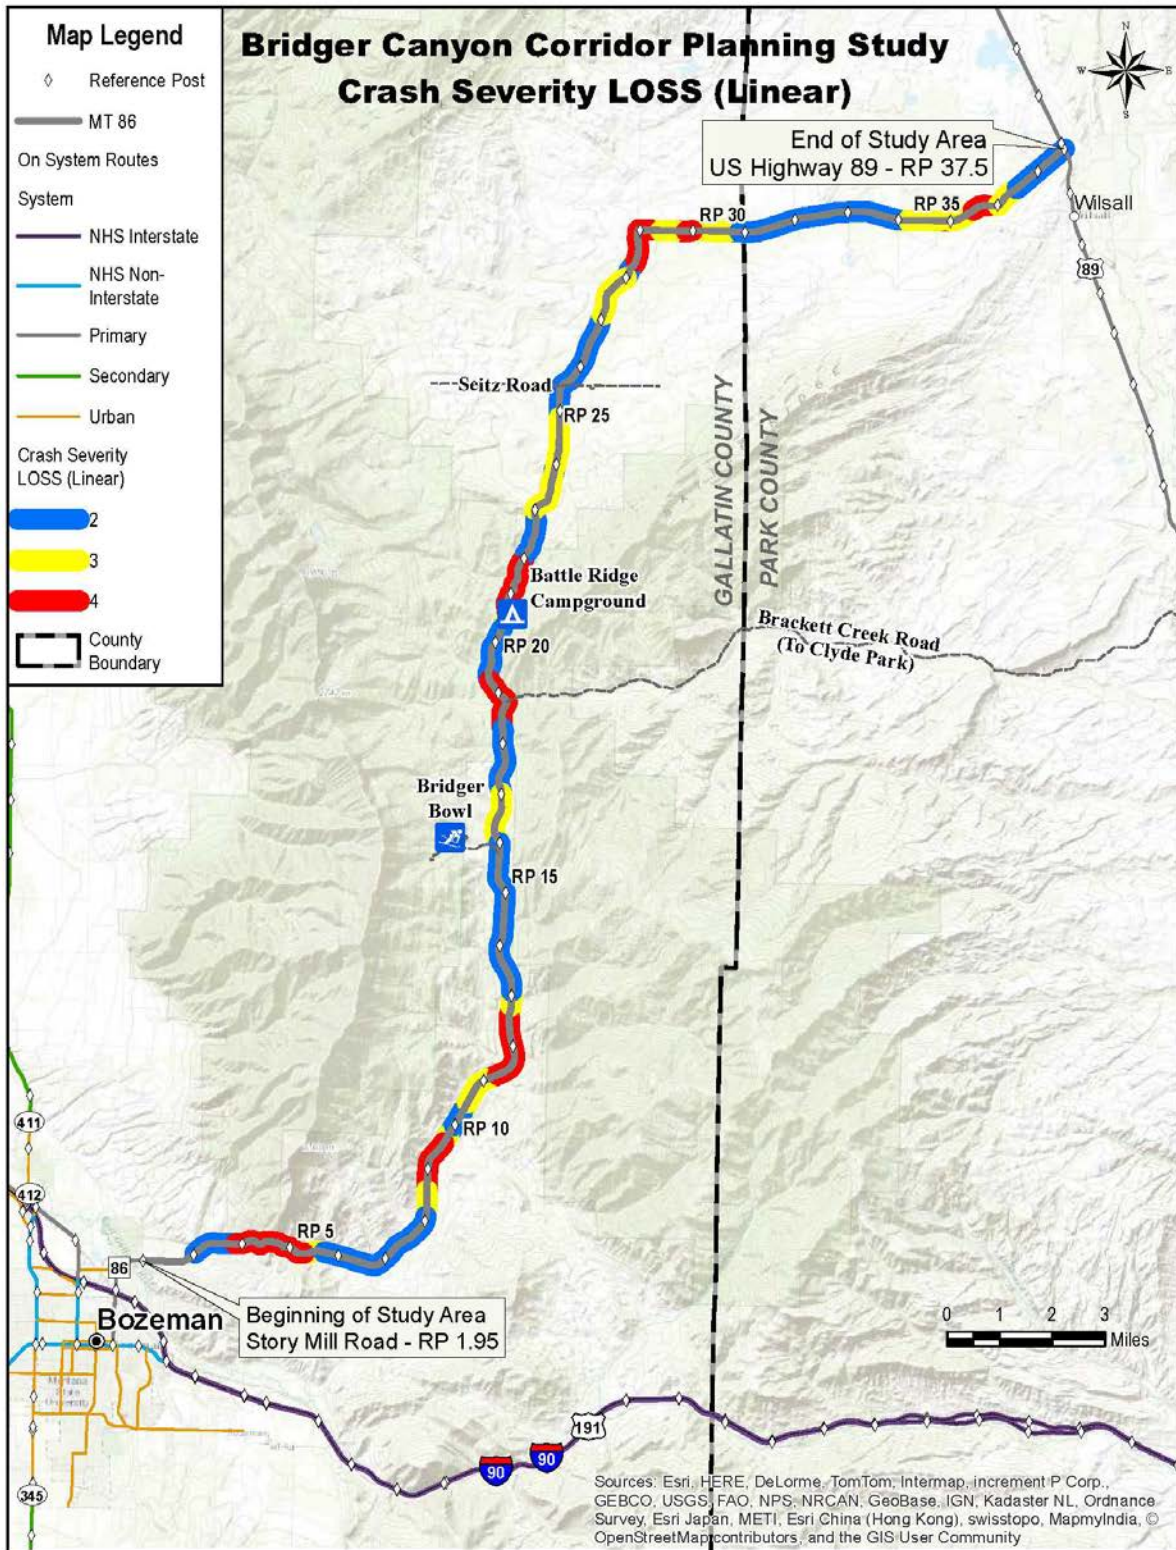 Map Legend
Reference Post
MT 86
On System Routes
System
NHS Interstate
NHS Non-
Interstate
Primary
Secondary
Urban
Crash Severity
LOSS (Linear)
2
3
4
County
Boundary
Bridger Canyon Corridor Planning Study
Crash Severity LOSS (Linear)
N
W
E
S
End of Study Area
US Highway 89 - RP 37.5
RP 35
RP 30
Wilsall
89
Seitz Road
RP 25
GALLATIN COUNTY
PARK COUNTY
Battle Ridge
Campground
RP 20
Brackett Creek Road
(To Clyde Park)
Bridger
Bowl
RP 15
RP 10
411
412
RP 5
86
Bozeman
Beginning of Study Area
Story Mill Road - RP 1.95
0 1 2 3
Miles
Montana
State
University
191
90
90
345
Sources: Esri, HERE, DeLorme, TomTom, Intermap, increment P Corp.,
GEBCO, USGS, FAO, NPS, NRCAN, GeoBase, IGN, Kadaster NL, Ordnance
Survey, Esri Japan, METI, Esri China (Hong Kong), swisstopo, MapmyIndia, ©
OpenStreetMap contributors, and the GIS User Community